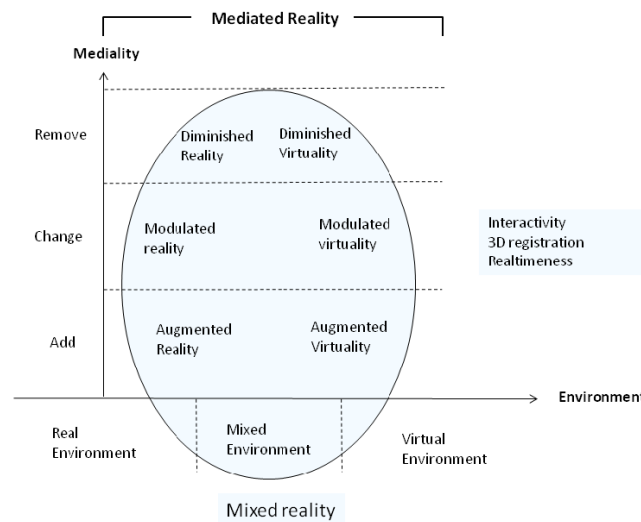 Mediated Reality
Mediality
Remove
Diminished
Reality
Diminished
Virtuality
Change
Modulated
reality
Modulated
virtuality
Interactivity
3D registration
Realtimeness
Add
Augmented
Reality
Augmented
Virtuality
Environment
Real
Environment
Mixed
Environment
Virtual
Environment
Mixed reality